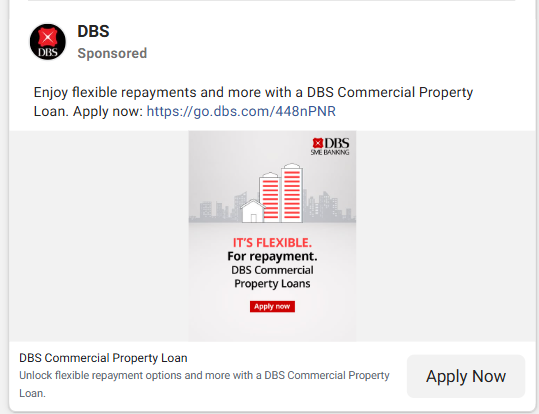 DBS
Sponsored
DBS
Enjoy flexible repayments and more with a DBS Commercial Property
Loan. Apply now: https://go.dbs.com/448nPNR
DBS
SME BANKING
IT'S FLEXIBLE.
For repayment.
DBS Commercial
Property Loans
Apply now
DBS Commercial Property Loan
Unlock flexible repayment options and more with a DBS Commercial Property
Loan.
Apply Now